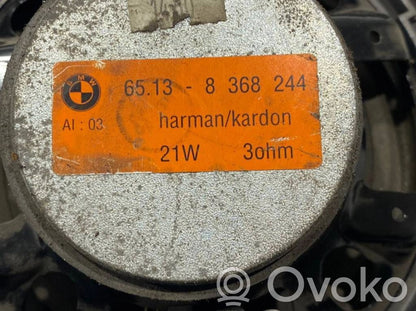 BMW
65.13 - 8 368 244
AI : 03
harman/kardon
21W 3ohm
Ovoko